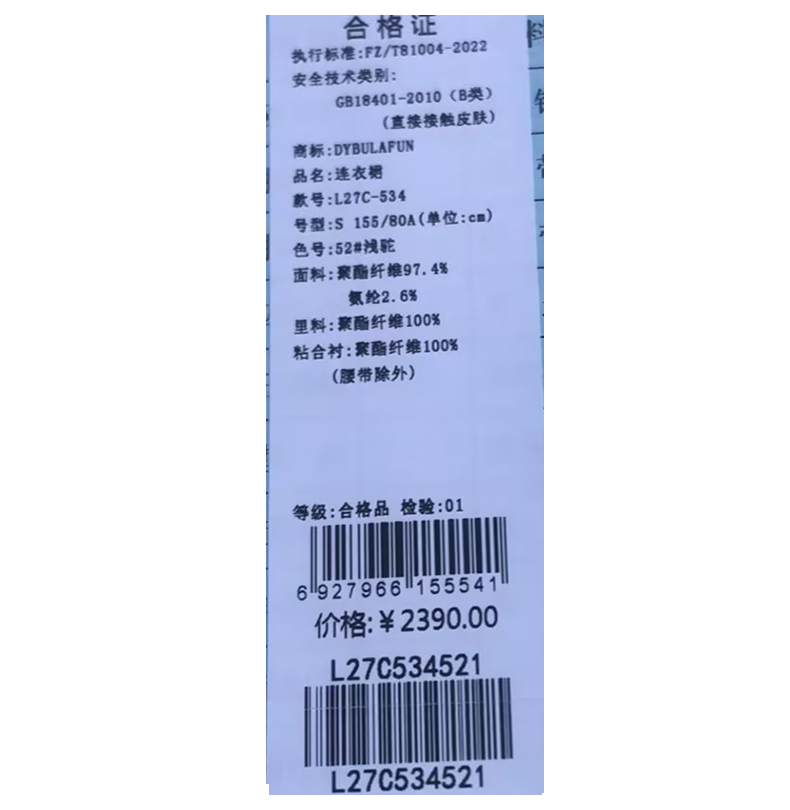 合格证
执行标准:FZ/T81004-2022
安全技术类别:
GB18401-2010（B类）
(直接接触皮肤)
商标:DYBULAFUN
品名:连衣裙
款号:L27C-534
号型:S 155/80A(单位:cm)
色号:52#浅驼
面料:聚酯纤维97.4%
氨纶2.6%
里料:聚酯纤维100%
粘合衬:聚酯纤维100%
(腰带除外)
等级:合格品 检验:01
6 927966 155541
价格:￥2390.00
L27C534521
L27C534521